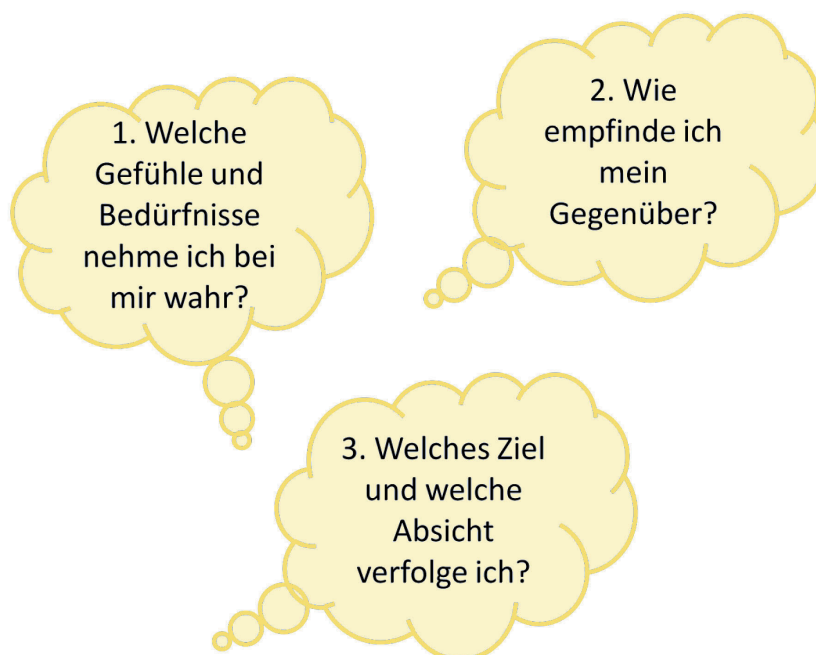 1. Welche
Gefühle und
Bedürfnisse
nehme ich bei
mir wahr?
2. Wie
empfinde ich
mein
Gegenüber?
3. Welches Ziel
und welche
Absicht
verfolge ich?